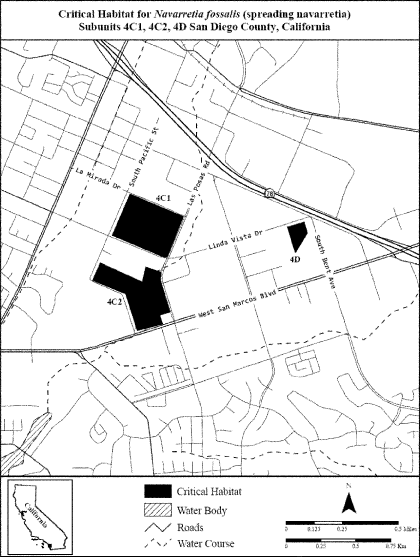 Critical Habitat for Navarretia fossalis (spreading navarretia)
Subunits 4C1, 4C2, 4D San Diego County, California
South Pacific St
La Mirada Dr
Las Posas Rd
4C1
78
Linda Vista Dr
4D
South Bent Ave
4C2
West San Marcos Blvd
California
Critical Habitat
Water Body
Roads
Water Course
N
0 0.125 0.25 0.5 Miles
0 0.25 0.5 0.75 Km